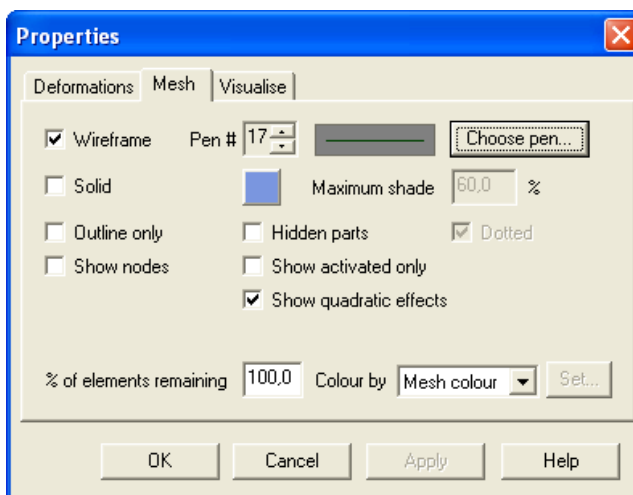 Properties
Deformations Mesh Visualise
Wireframe Pen # 17 Choose pen...
Solid Maximum shade 60,0 %
Outline only Hidden parts Dotted
Show nodes Show activated only
Show quadratic effects
% of elements remaining 100,0 Colour by Mesh colour Set...
OK Cancel Apply Help